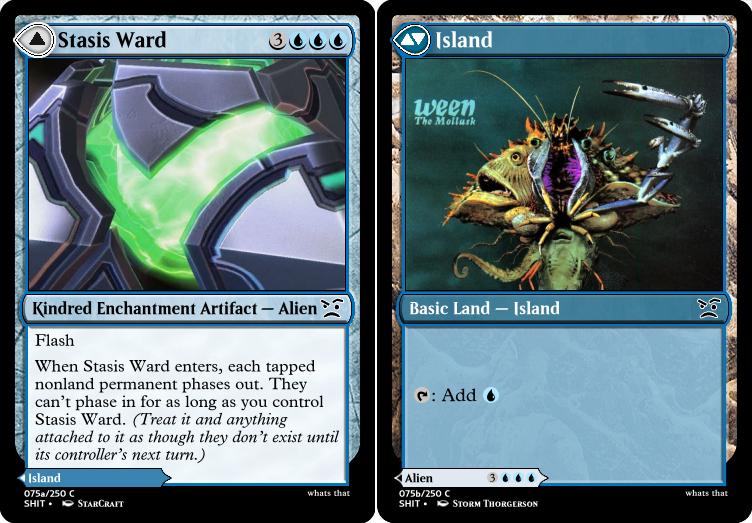 Stasis Ward
3
Kindred Enchantment Artifact — Alien
Flash
When Stasis Ward enters, each tapped
nonland permanent phases out. They
can't phase in for as long as you control
Stasis Ward. (Treat it and anything
attached to it as though they don't exist until
its controller's next turn.)
Island
075a/250 C
SHIT • StarCraft
whats that
Island
ween
The Mollusk
Basic Land — Island
: Add
Alien
3
075b/250 C
SHIT • Storm Thorgerson
whats that